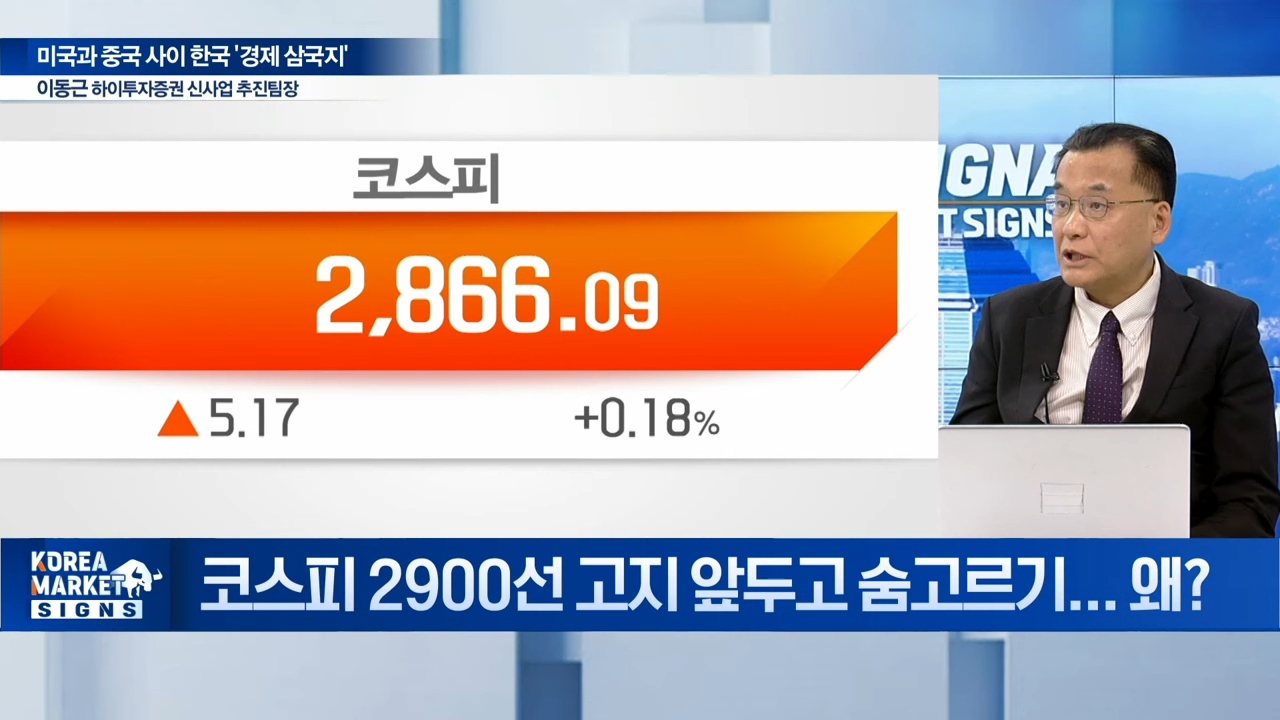 미국과 중국 사이 한국 '경제 삼국지'
이동근 하이투자증권 신사업 추진팀장
코스피
2,866.09
▲ 5.17 +0.18%
IGNA
T SIGNS
KOREA
MARKET
SIGNS
코스피 2900선 고지 앞두고 숨고르기... 왜?